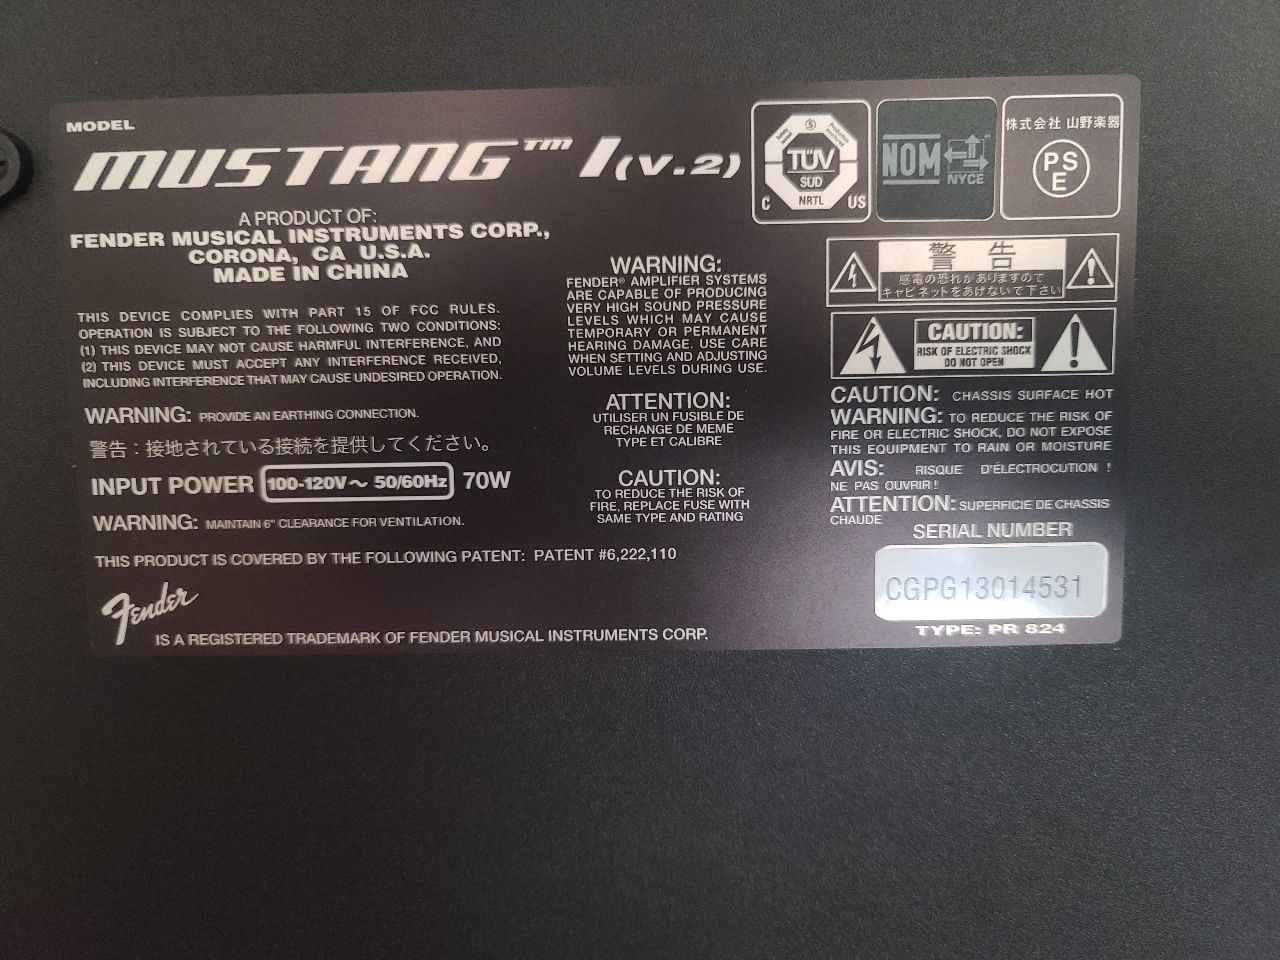 MODEL
MUSTANG™ I (V.2)
A PRODUCT OF:
FENDER MUSICAL INSTRUMENTS CORP.,
CORONA, CA U.S.A.
MADE IN CHINA
THIS DEVICE COMPLIES WITH PART 15 OF FCC RULES.
OPERATION IS SUBJECT TO THE FOLLOWING TWO CONDITIONS:
(1) THIS DEVICE MAY NOT CAUSE HARMFUL INTERFERENCE, AND
(2) THIS DEVICE MUST ACCEPT ANY INTERFERENCE RECEIVED,
INCLUDING INTERFERENCE THAT MAY CAUSE UNDESIRED OPERATION.
WARNING: PROVIDE AN EARTHING CONNECTION.
警告：接地されている接続を提供してください。
INPUT POWER 100-120V～ 50/60Hz 70W
WARNING: MAINTAIN 6" CLEARANCE FOR VENTILATION.
THIS PRODUCT IS COVERED BY THE FOLLOWING PATENT: PATENT #6,222,110
Fender
IS A REGISTERED TRADEMARK OF FENDER MUSICAL INSTRUMENTS CORP.
WARNING:
FENDER® AMPLIFIER SYSTEMS
ARE CAPABLE OF PRODUCING
VERY HIGH SOUND PRESSURE
LEVELS WHICH MAY CAUSE
TEMPORARY OR PERMANENT
HEARING DAMAGE. USE CARE
WHEN SETTING AND ADJUSTING
VOLUME LEVELS DURING USE.
ATTENTION:
UTILISER UN FUSIBLE DE
RECHANGE DE MEME
TYPE ET CALIBRE
CAUTION:
TO REDUCE THE RISK OF
FIRE, REPLACE FUSE WITH
SAME TYPE AND RATING
TÜV
SUD
C NRTL US
NOM
NYCE
株式会社 山野楽器
PS
E
警告
感電の恐れがありますので
キャビネットをあけないで下さい
CAUTION:
RISK OF ELECTRIC SHOCK
DO NOT OPEN
CAUTION: CHASSIS SURFACE HOT
WARNING: TO REDUCE THE RISK OF
FIRE OR ELECTRIC SHOCK, DO NOT EXPOSE
THIS EQUIPMENT TO RAIN OR MOISTURE
AVIS: RISQUE D'ÉLECTROCUTION !
NE PAS OUVRIR!
ATTENTION: SUPERFICIE DE CHASSIS
CHAUDE
SERIAL NUMBER
CGPG13014531
TYPE: PR 824